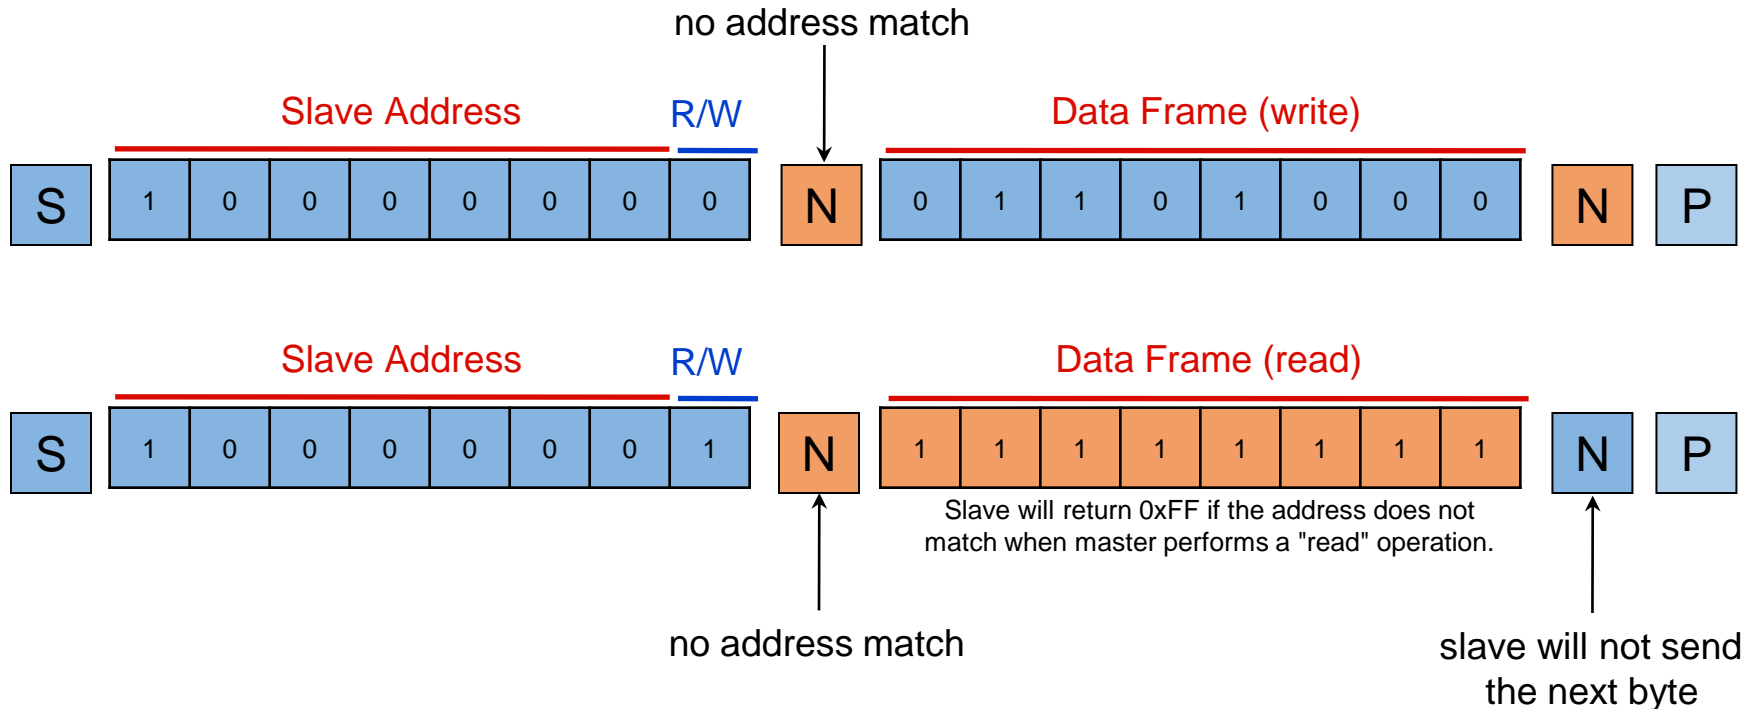 no address match
Slave Address R/W Data Frame (write)
S 1 0 0 0 0 0 0 0 N 0 1 1 0 1 0 0 0 N P
Slave Address R/W Data Frame (read)
S 1 0 0 0 0 0 0 1 N 1 1 1 1 1 1 1 1 N P
Slave will return 0xFF if the address does not
match when master performs a "read" operation.
no address match
slave will not send
the next byte